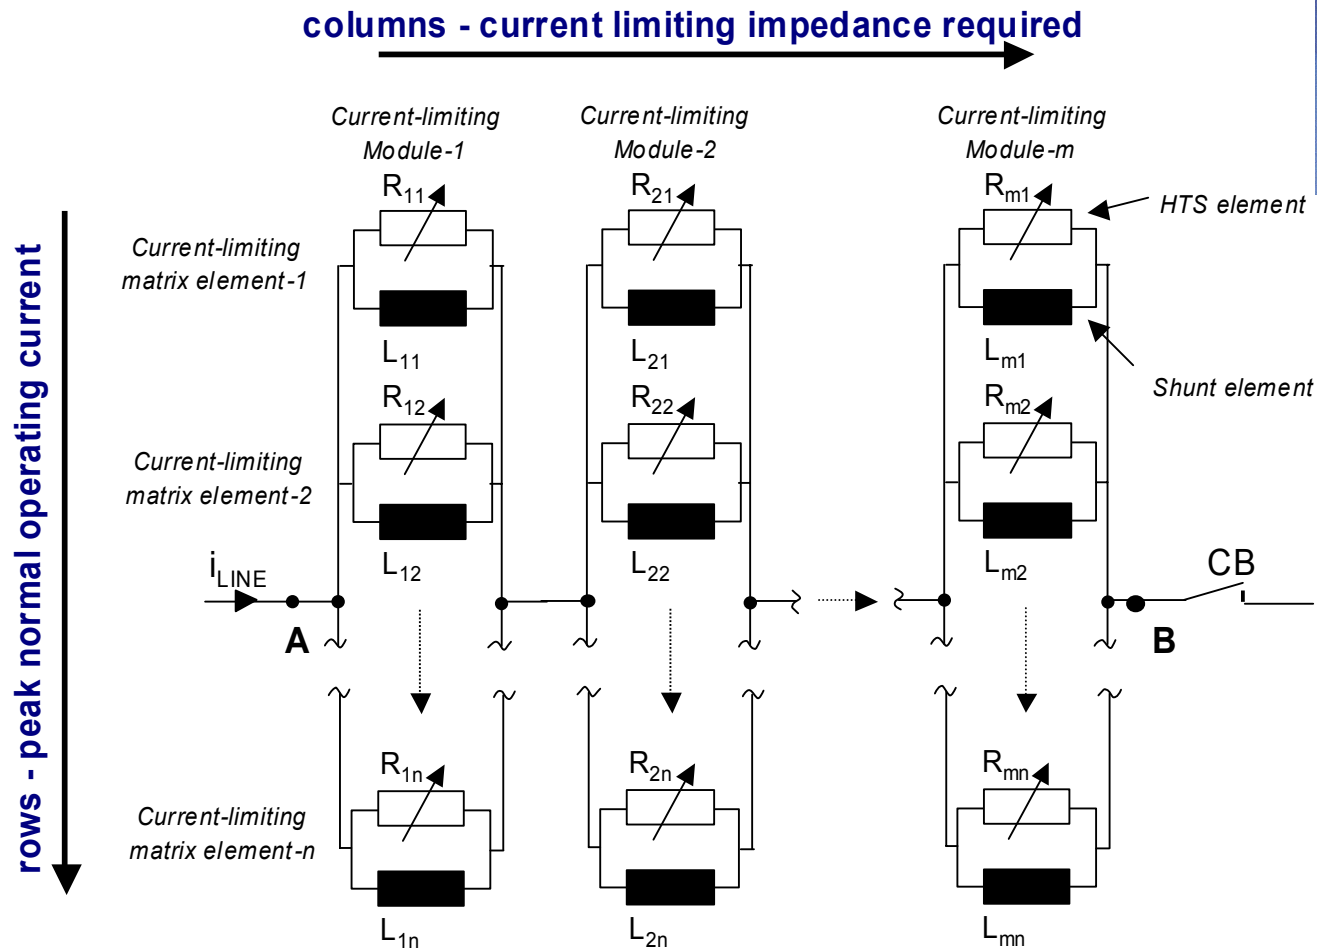 columns - current limiting impedance required
rows - peak normal operating current
Current-limiting
Module-1
Current-limiting
Module-2
Current-limiting
Module-m
R11
R21
Rm1
HTS element
Current-limiting
matrix element-1
L11
L21
Lm1
Shunt element
R12
R22
Rm2
Current-limiting
matrix element-2
L12
L22
Lm2
iLINE
CB
A
B
R1n
R2n
Rmn
Current-limiting
matrix element-n
L1n
L2n
Lmn